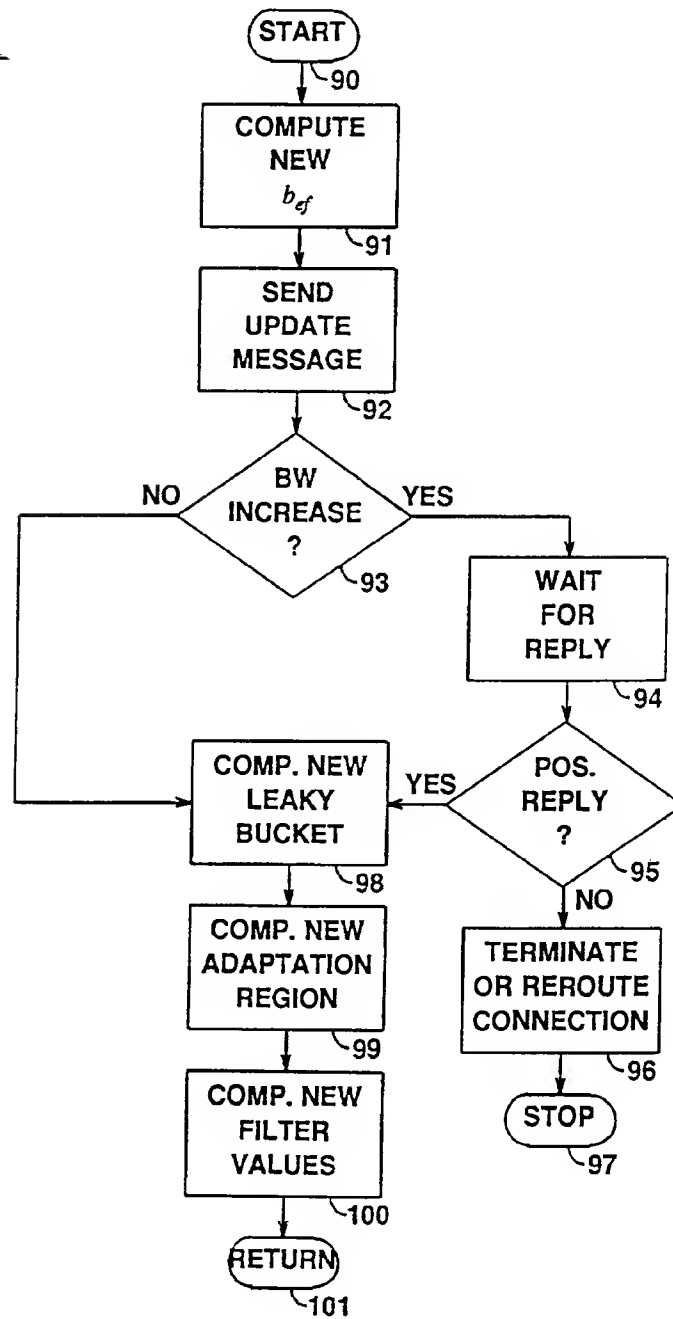 START
90
COMPUTE
NEW
b_ef
91
SEND
UPDATE
MESSAGE
92
BW
INCREASE
?
93
NO
YES
WAIT
FOR
REPLY
94
POS.
REPLY
?
95
YES
NO
COMP. NEW
LEAKY
BUCKET
98
TERMINATE
OR REROUTE
CONNECTION
96
STOP
97
COMP. NEW
ADAPTATION
REGION
99
COMP. NEW
FILTER
VALUES
100
RETURN
101